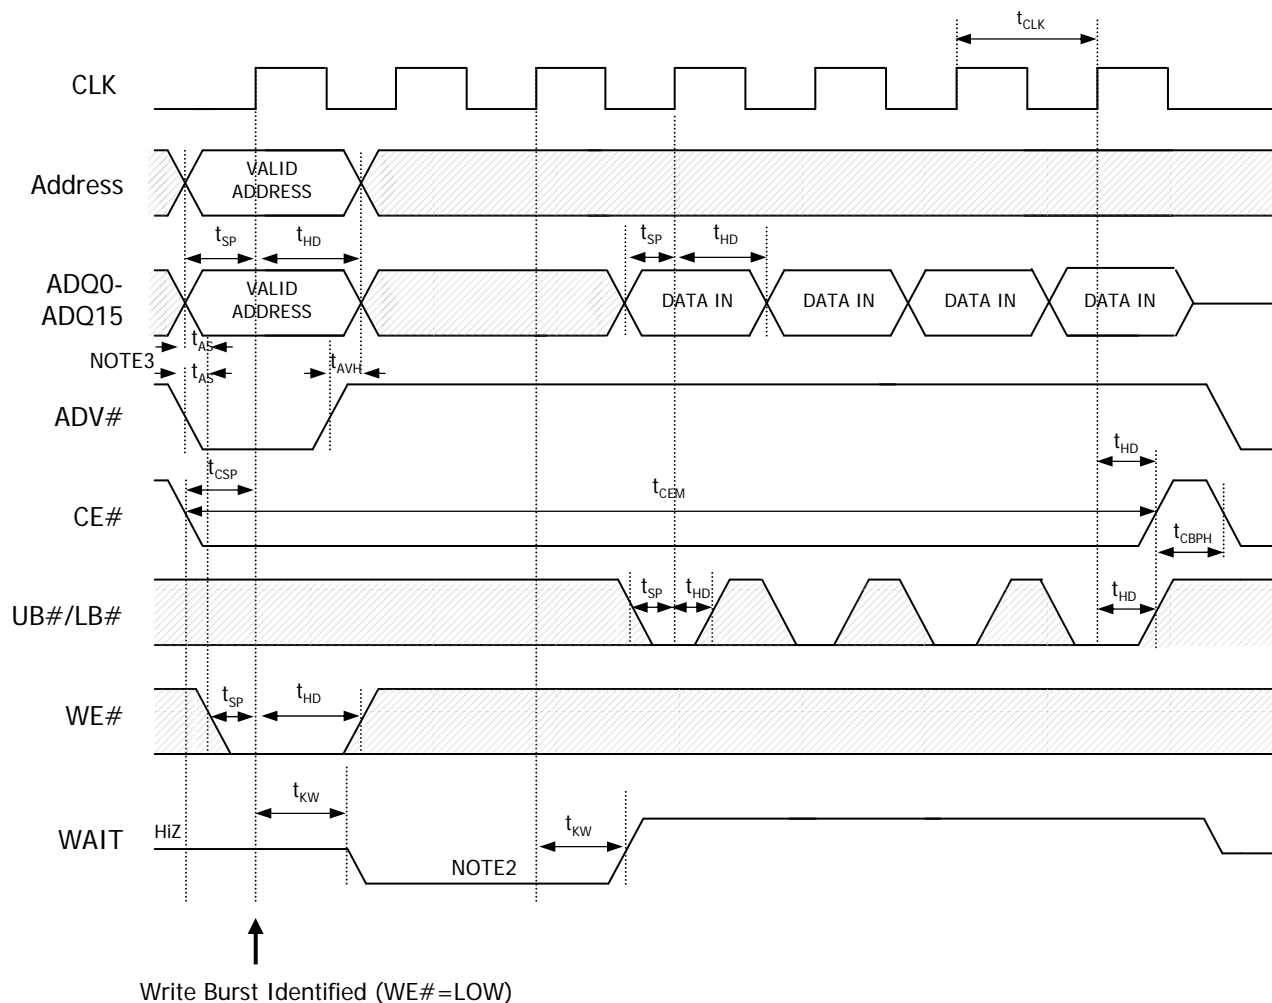 tCLK
CLK
Address
VALID
ADDRESS
tSP
tHD
tSP
tHD
ADQ0-
ADQ15
VALID
ADDRESS
DATA IN
DATA IN
DATA IN
DATA IN
NOTE3
tAS
tAS
tAVH
ADV#
tHD
tCSP
tCEM
CE#
tCBPH
UB#/LB#
tSP
tHD
tHD
WE#
tSP
tHD
tKW
tKW
WAIT
HiZ
NOTE2
Write Burst Identified (WE#=LOW)